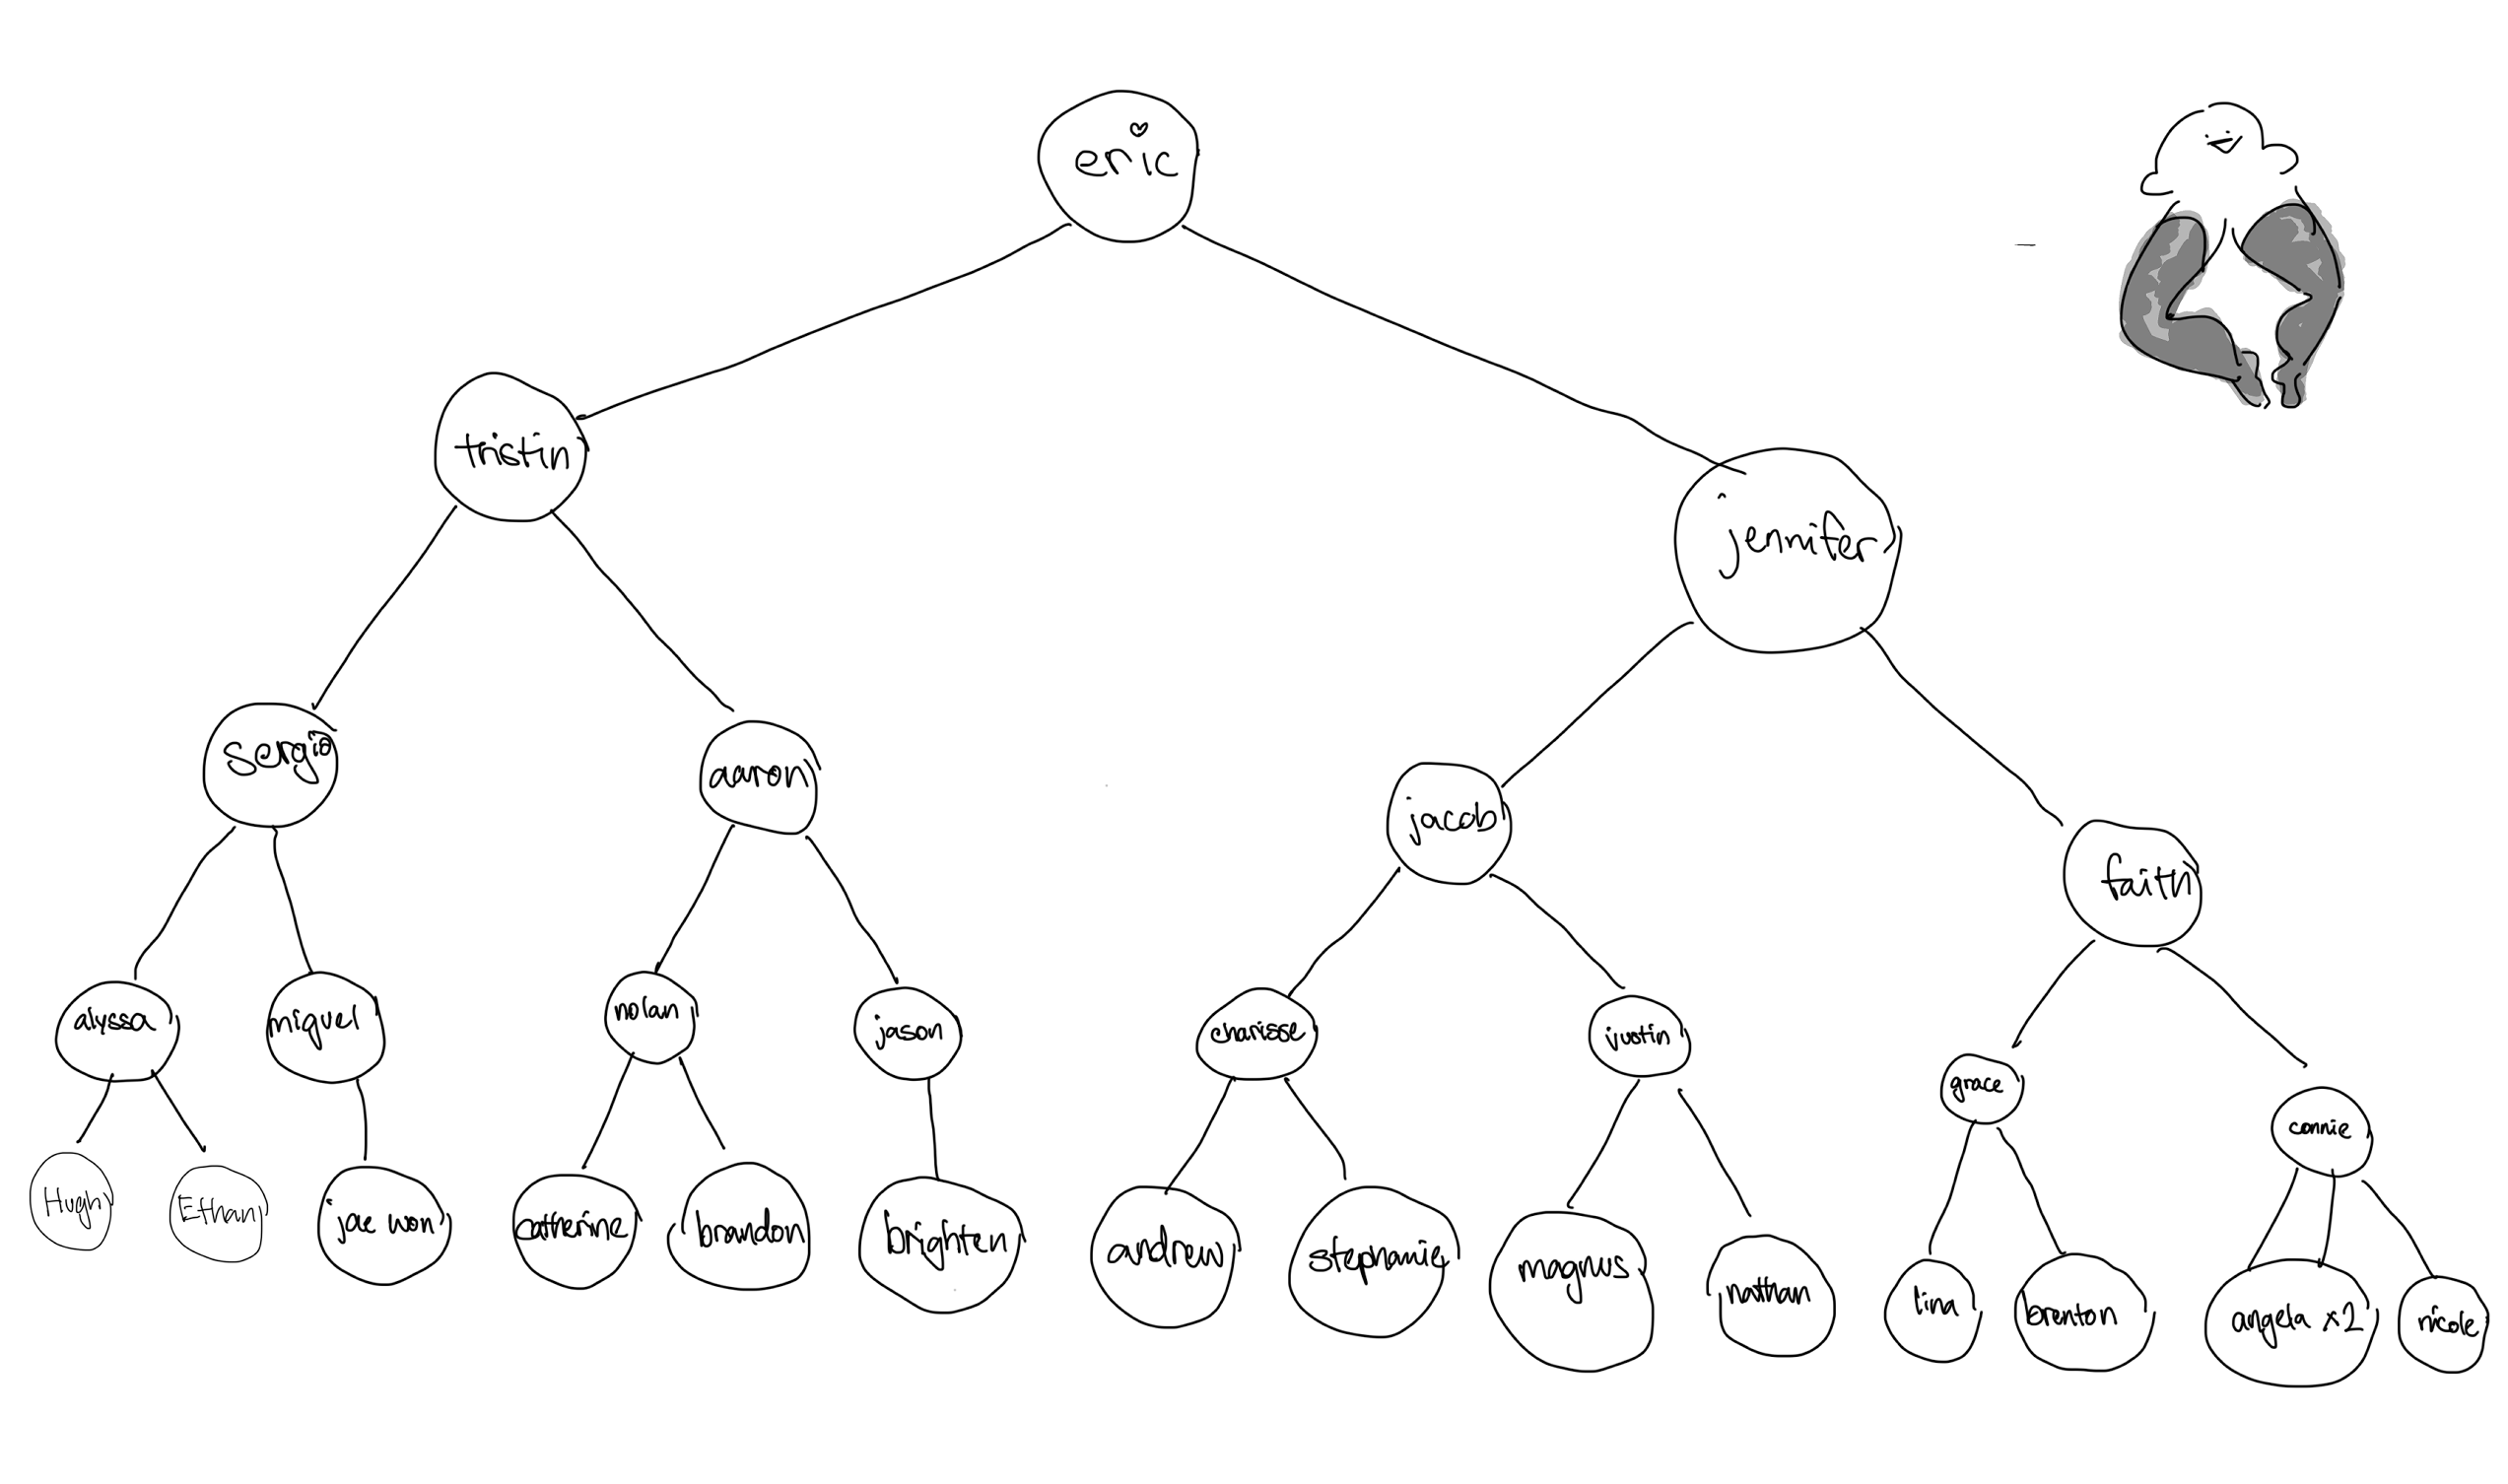 eric
tristin
jennifer
sergio
aaron
jacob
faith
alyssa
miguel
nolan
jason
charisse
justin
grace
connie
Hugh
Ethan
jae won
catherine
brandon
brighten
andrew
stephanie
magnus
nathan
lina
brenton
angela x2
nicole